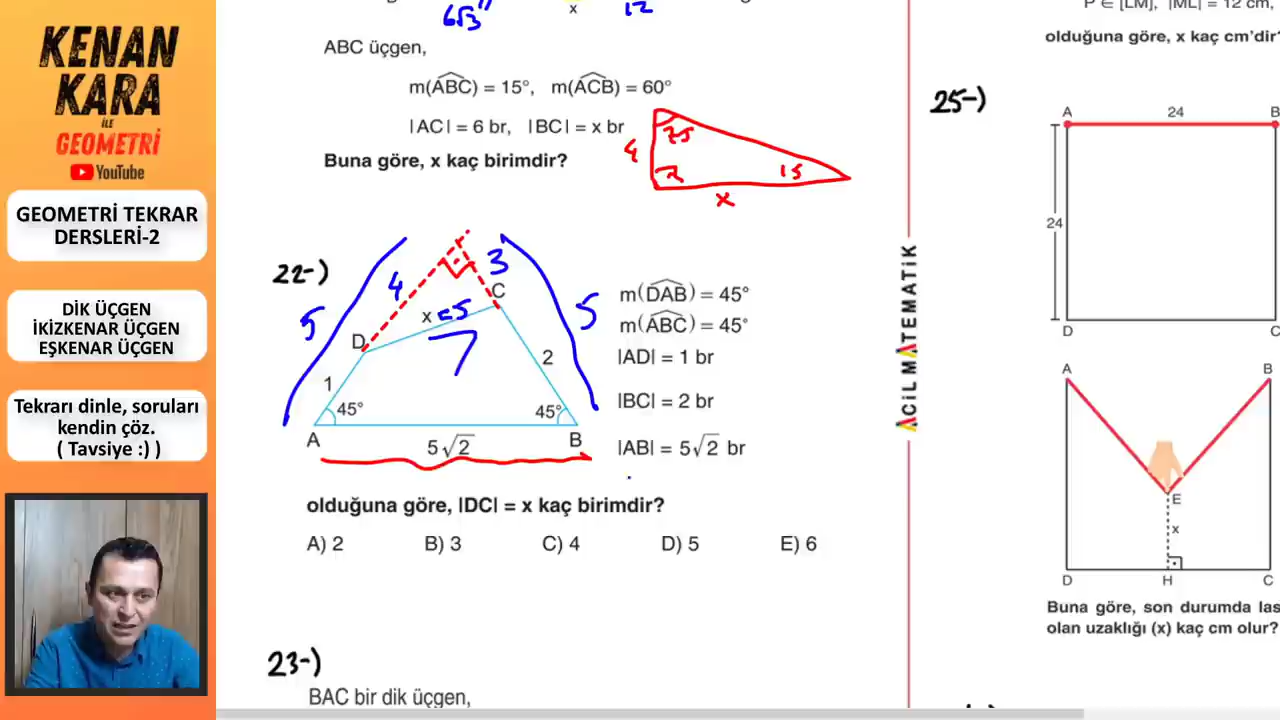 KENAN
KARA
İLE
GEOMETRİ
YouTube
GEOMETRİ TEKRAR
DERSLERİ-2
DİK ÜÇGEN
İKİZKENAR ÜÇGEN
EŞKENAR ÜÇGEN
Tekrarı dinle, soruları
kendin çöz.
( Tavsiye :) )
6√3
x
12
ABC üçgen,
m(ABC) = 15°, m(ACB) = 60°
|AC| = 6 br, |BC| = x br
Buna göre, x kaç birimdir?
4
75
15
x
22-)
5
4
3
5
C
x = 5
D
7
1
2
45°
45°
A
B
5√2
m(DAB) = 45°
m(ABC) = 45°
|AD| = 1 br
|BC| = 2 br
|AB| = 5√2 br
olduğuna göre, |DC| = x kaç birimdir?
A) 2 B) 3 C) 4 D) 5 E) 6
23-)
BAC bir dik üçgen,
ACİLMATEMATİK
P ∈ [LM], |ML| = 12 cm,
olduğuna göre, x kaç cm'dir?
25-)
A
24
B
24
D
C
A
B
E
x
D
H
C
Buna göre, son durumda las
olan uzaklığı (x) kaç cm olur?